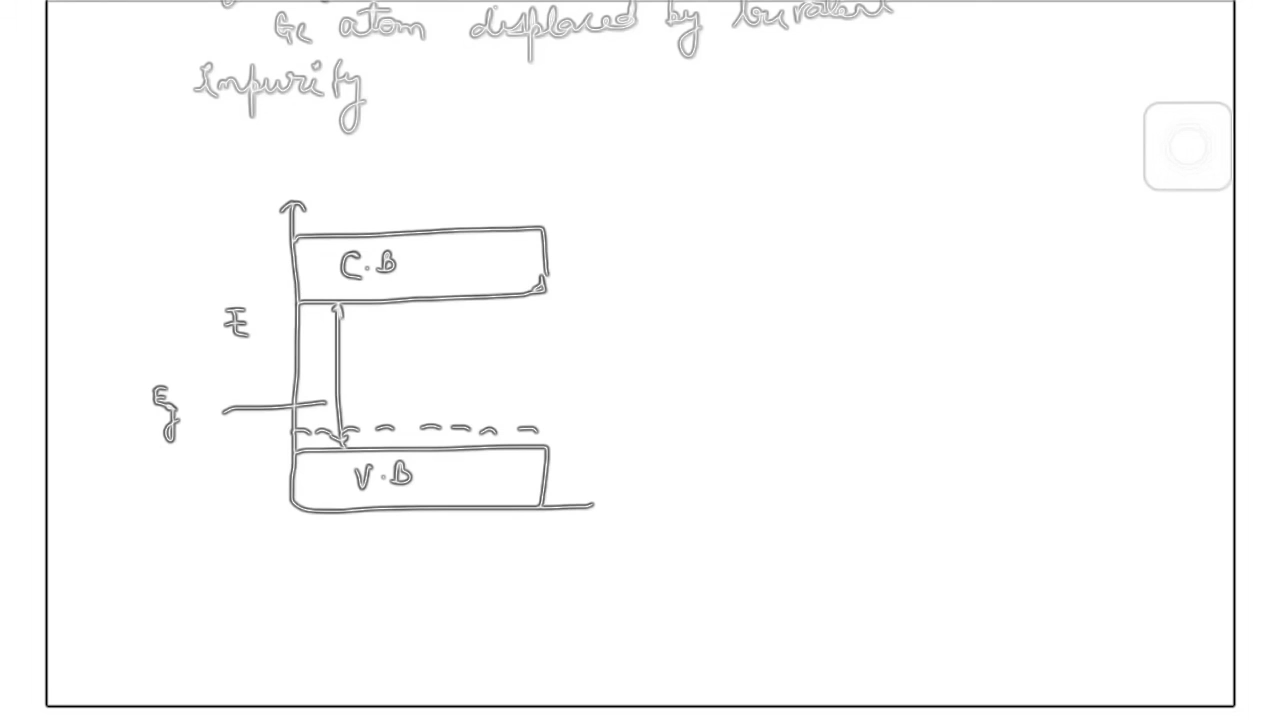 Ge atom displaced by trivalent
Impurity
C.B
E
Eg
V.B